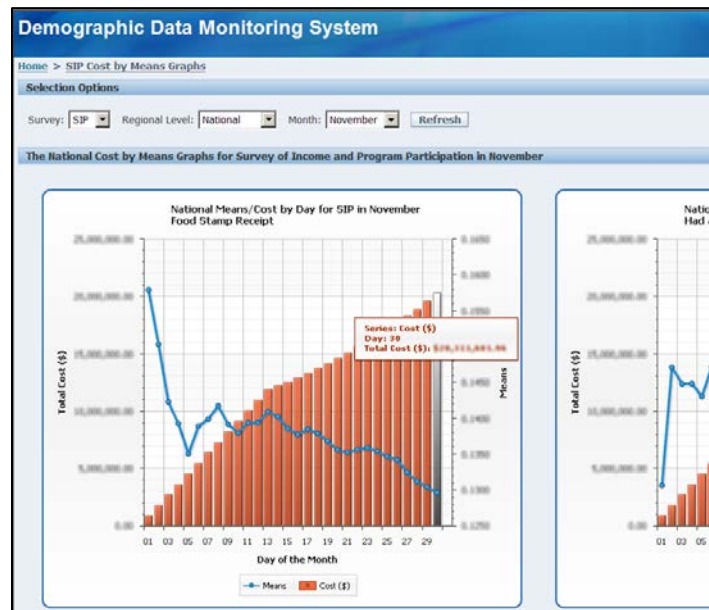 Demographic Data Monitoring System
Home > SIP Cost by Means Graphs
Selection Options
Survey: SIP Regional Level: National Month: November Refresh
The National Cost by Means Graphs for Survey of Income and Program Participation in November
National Means/Cost by Day for SIP in November
Food Stamp Receipt
Total Cost ($)
25,000,000.00
20,000,000.00
15,000,000.00
10,000,000.00
5,000,000.00
0.00
Series: Cost ($)
Day: 30
Total Cost ($):
0.1650
0.1600
0.1550
0.1450
0.1400
0.1350
0.1300
0.1250
Means
01 03 05 07 09 11 13 15 17 19 21 23 25 27 29
Day of the Month
Means Cost ($)
Natio
Had
Total Cost ($)
25,000,000.00
20,000,000.00
15,000,000.00
10,000,000.00
5,000,000.00
0.00
01 03 05